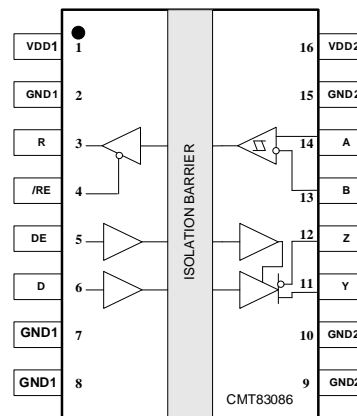 VDD1 1 16 VDD2
GND1 2 15 GND2
R 3 14 A
/RE 4 13 B
DE 5 12 Z
D 6 11 Y
GND1 7 10 GND2
GND1 8 9 GND2
ISOLATION BARRIER
CMT83086